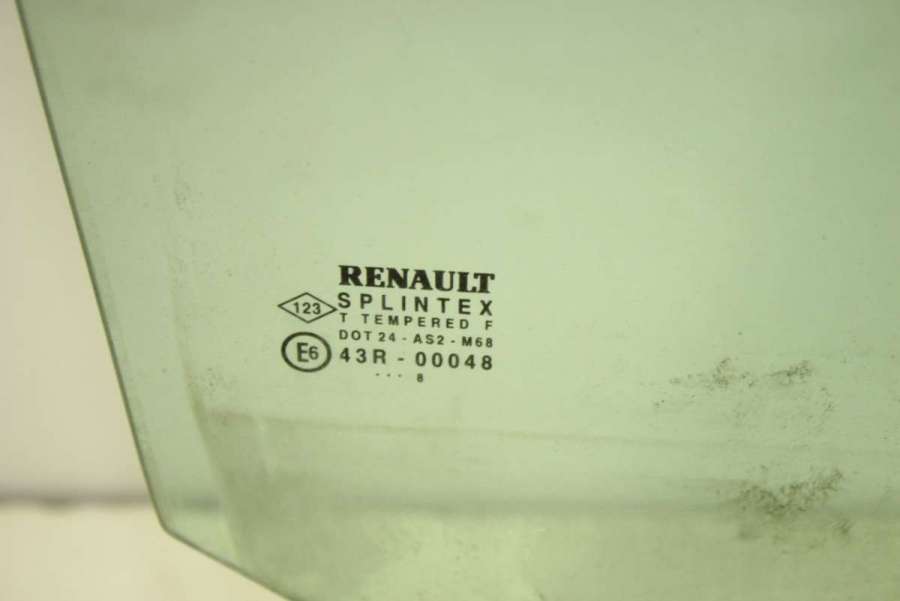 RENAULT
123 SPLINTEX
T TEMPERED F
DOT 24 - AS2 - M68
E6 43R - 00048
··· 8